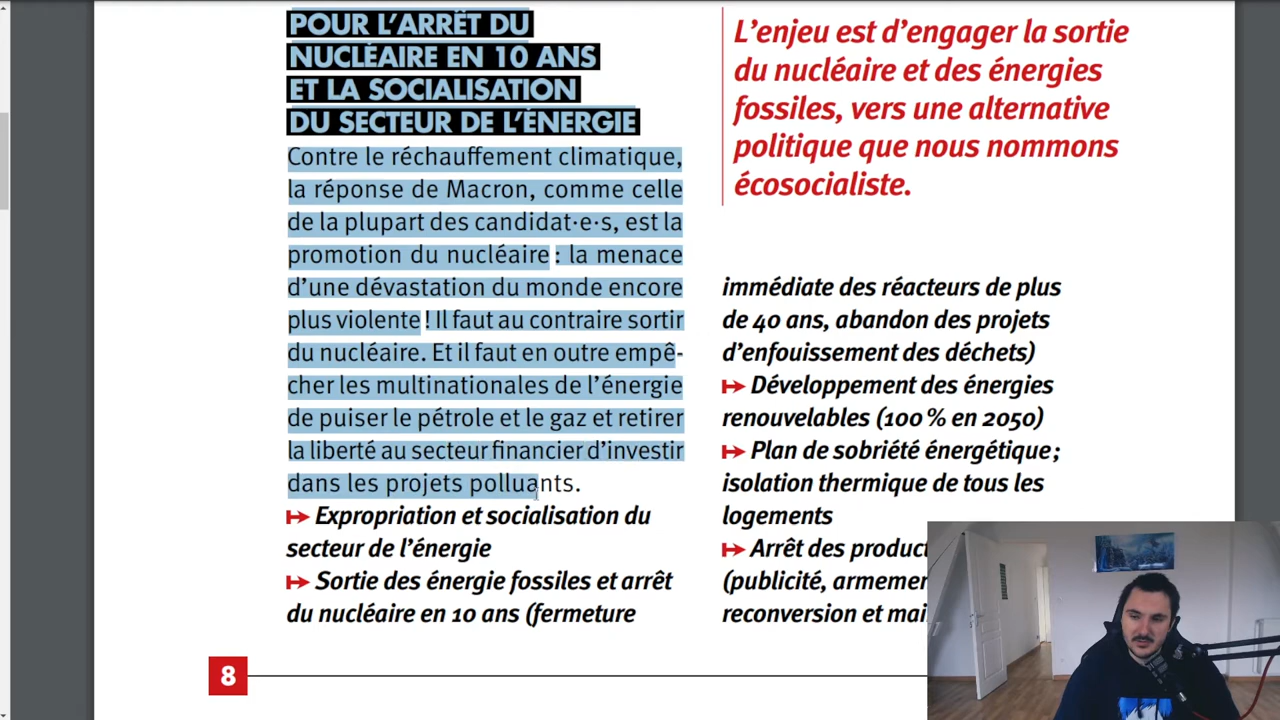 POUR L'ARRÊT DU
NUCLÉAIRE EN 10 ANS
ET LA SOCIALISATION
DU SECTEUR DE L'ÉNERGIE
Contre le réchauffement climatique,
la réponse de Macron, comme celle
de la plupart des candidat·e·s, est la
promotion du nucléaire : la menace
d'une dévastation du monde encore
plus violente ! Il faut au contraire sortir
du nucléaire. Et il faut en outre empê-
cher les multinationales de l'énergie
de puiser le pétrole et le gaz et retirer
la liberté au secteur financier d'investir
dans les projets polluants.
Expropriation et socialisation du
secteur de l'énergie
Sortie des énergie fossiles et arrêt
du nucléaire en 10 ans (fermeture
L'enjeu est d'engager la sortie
du nucléaire et des énergies
fossiles, vers une alternative
politique que nous nommons
écosocialiste.
immédiate des réacteurs de plus
de 40 ans, abandon des projets
d'enfouissement des déchets)
Développement des énergies
renouvelables (100 % en 2050)
Plan de sobriété énergétique ;
isolation thermique de tous les
logements
Arrêt des product
(publicité, armemen
reconversion et mai
8